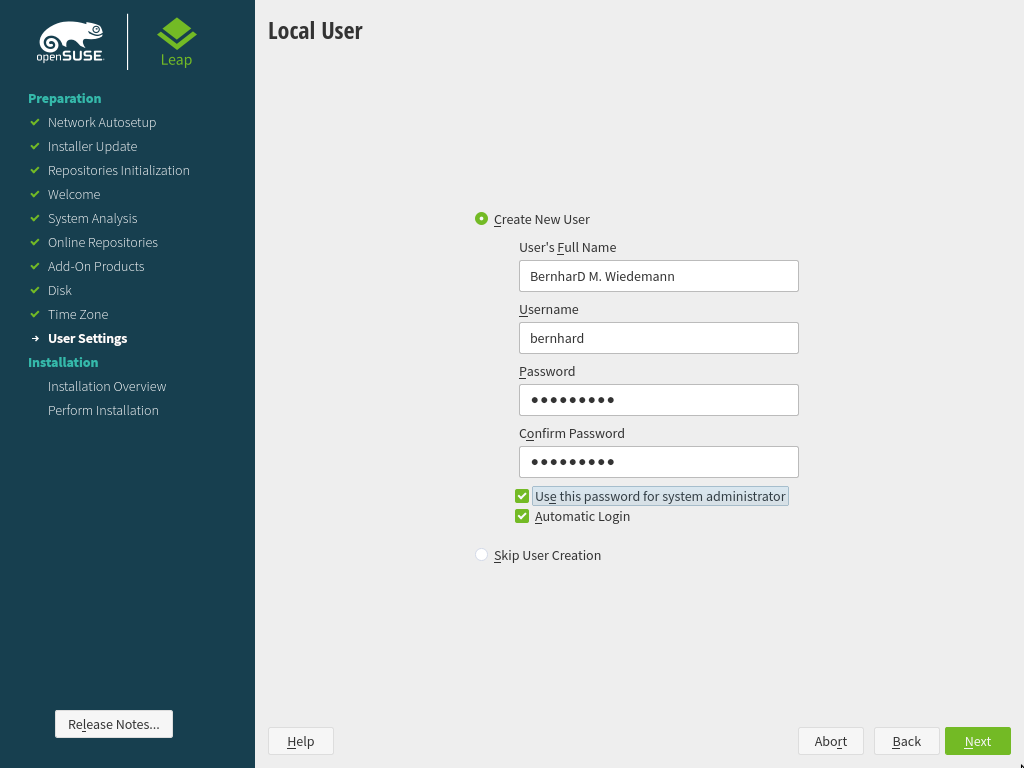 openSUSE
Leap
Preparation
Network Autosetup
Installer Update
Repositories Initialization
Welcome
System Analysis
Online Repositories
Add-On Products
Disk
Time Zone
User Settings
Installation
Installation Overview
Perform Installation
Release Notes...
Local User
Create New User
User's Full Name
BernharD M. Wiedemann
Username
bernhard
Password
●●●●●●●●●
Confirm Password
●●●●●●●●●
Use this password for system administrator
Automatic Login
Skip User Creation
Help
Abort
Back
Next